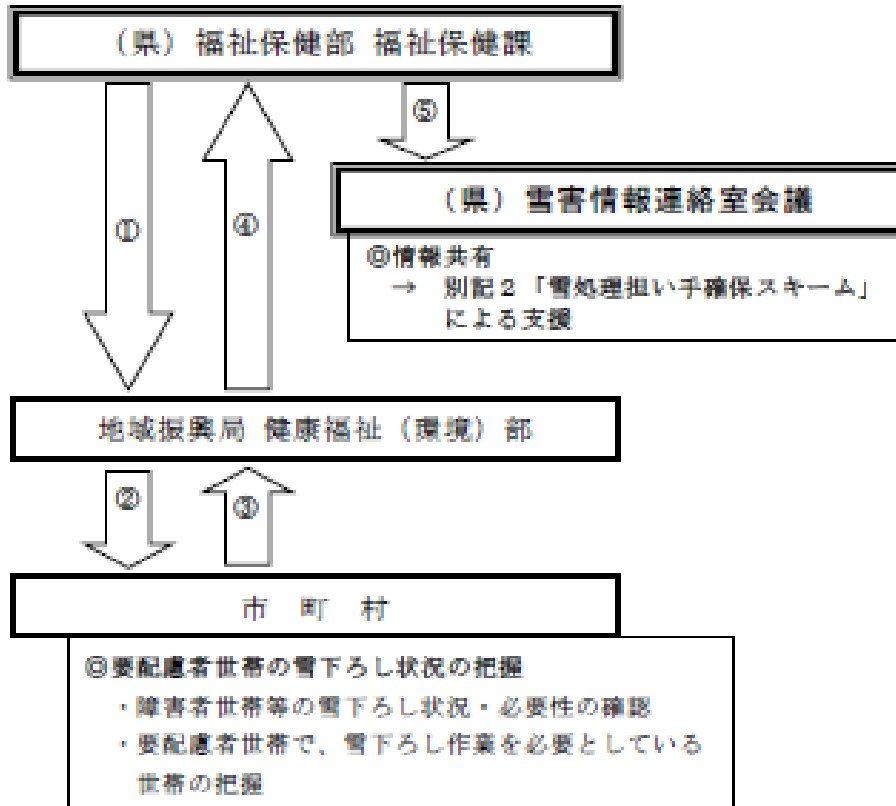 （県）福祉保健部 福祉保健課
①
④
⑤
（県）雪害情報連絡室会議
◎情報共有
→ 別記２「雪処理担い手確保スキーム」
による支援
地域振興局 健康福祉（環境）部
②
③
市 町 村
◎要配慮者世帯の雪下ろし状況の把握
・障害者世帯等の雪下ろし状況・必要性の確認
・要配慮者世帯で、雪下ろし作業を必要としている
世帯の把握